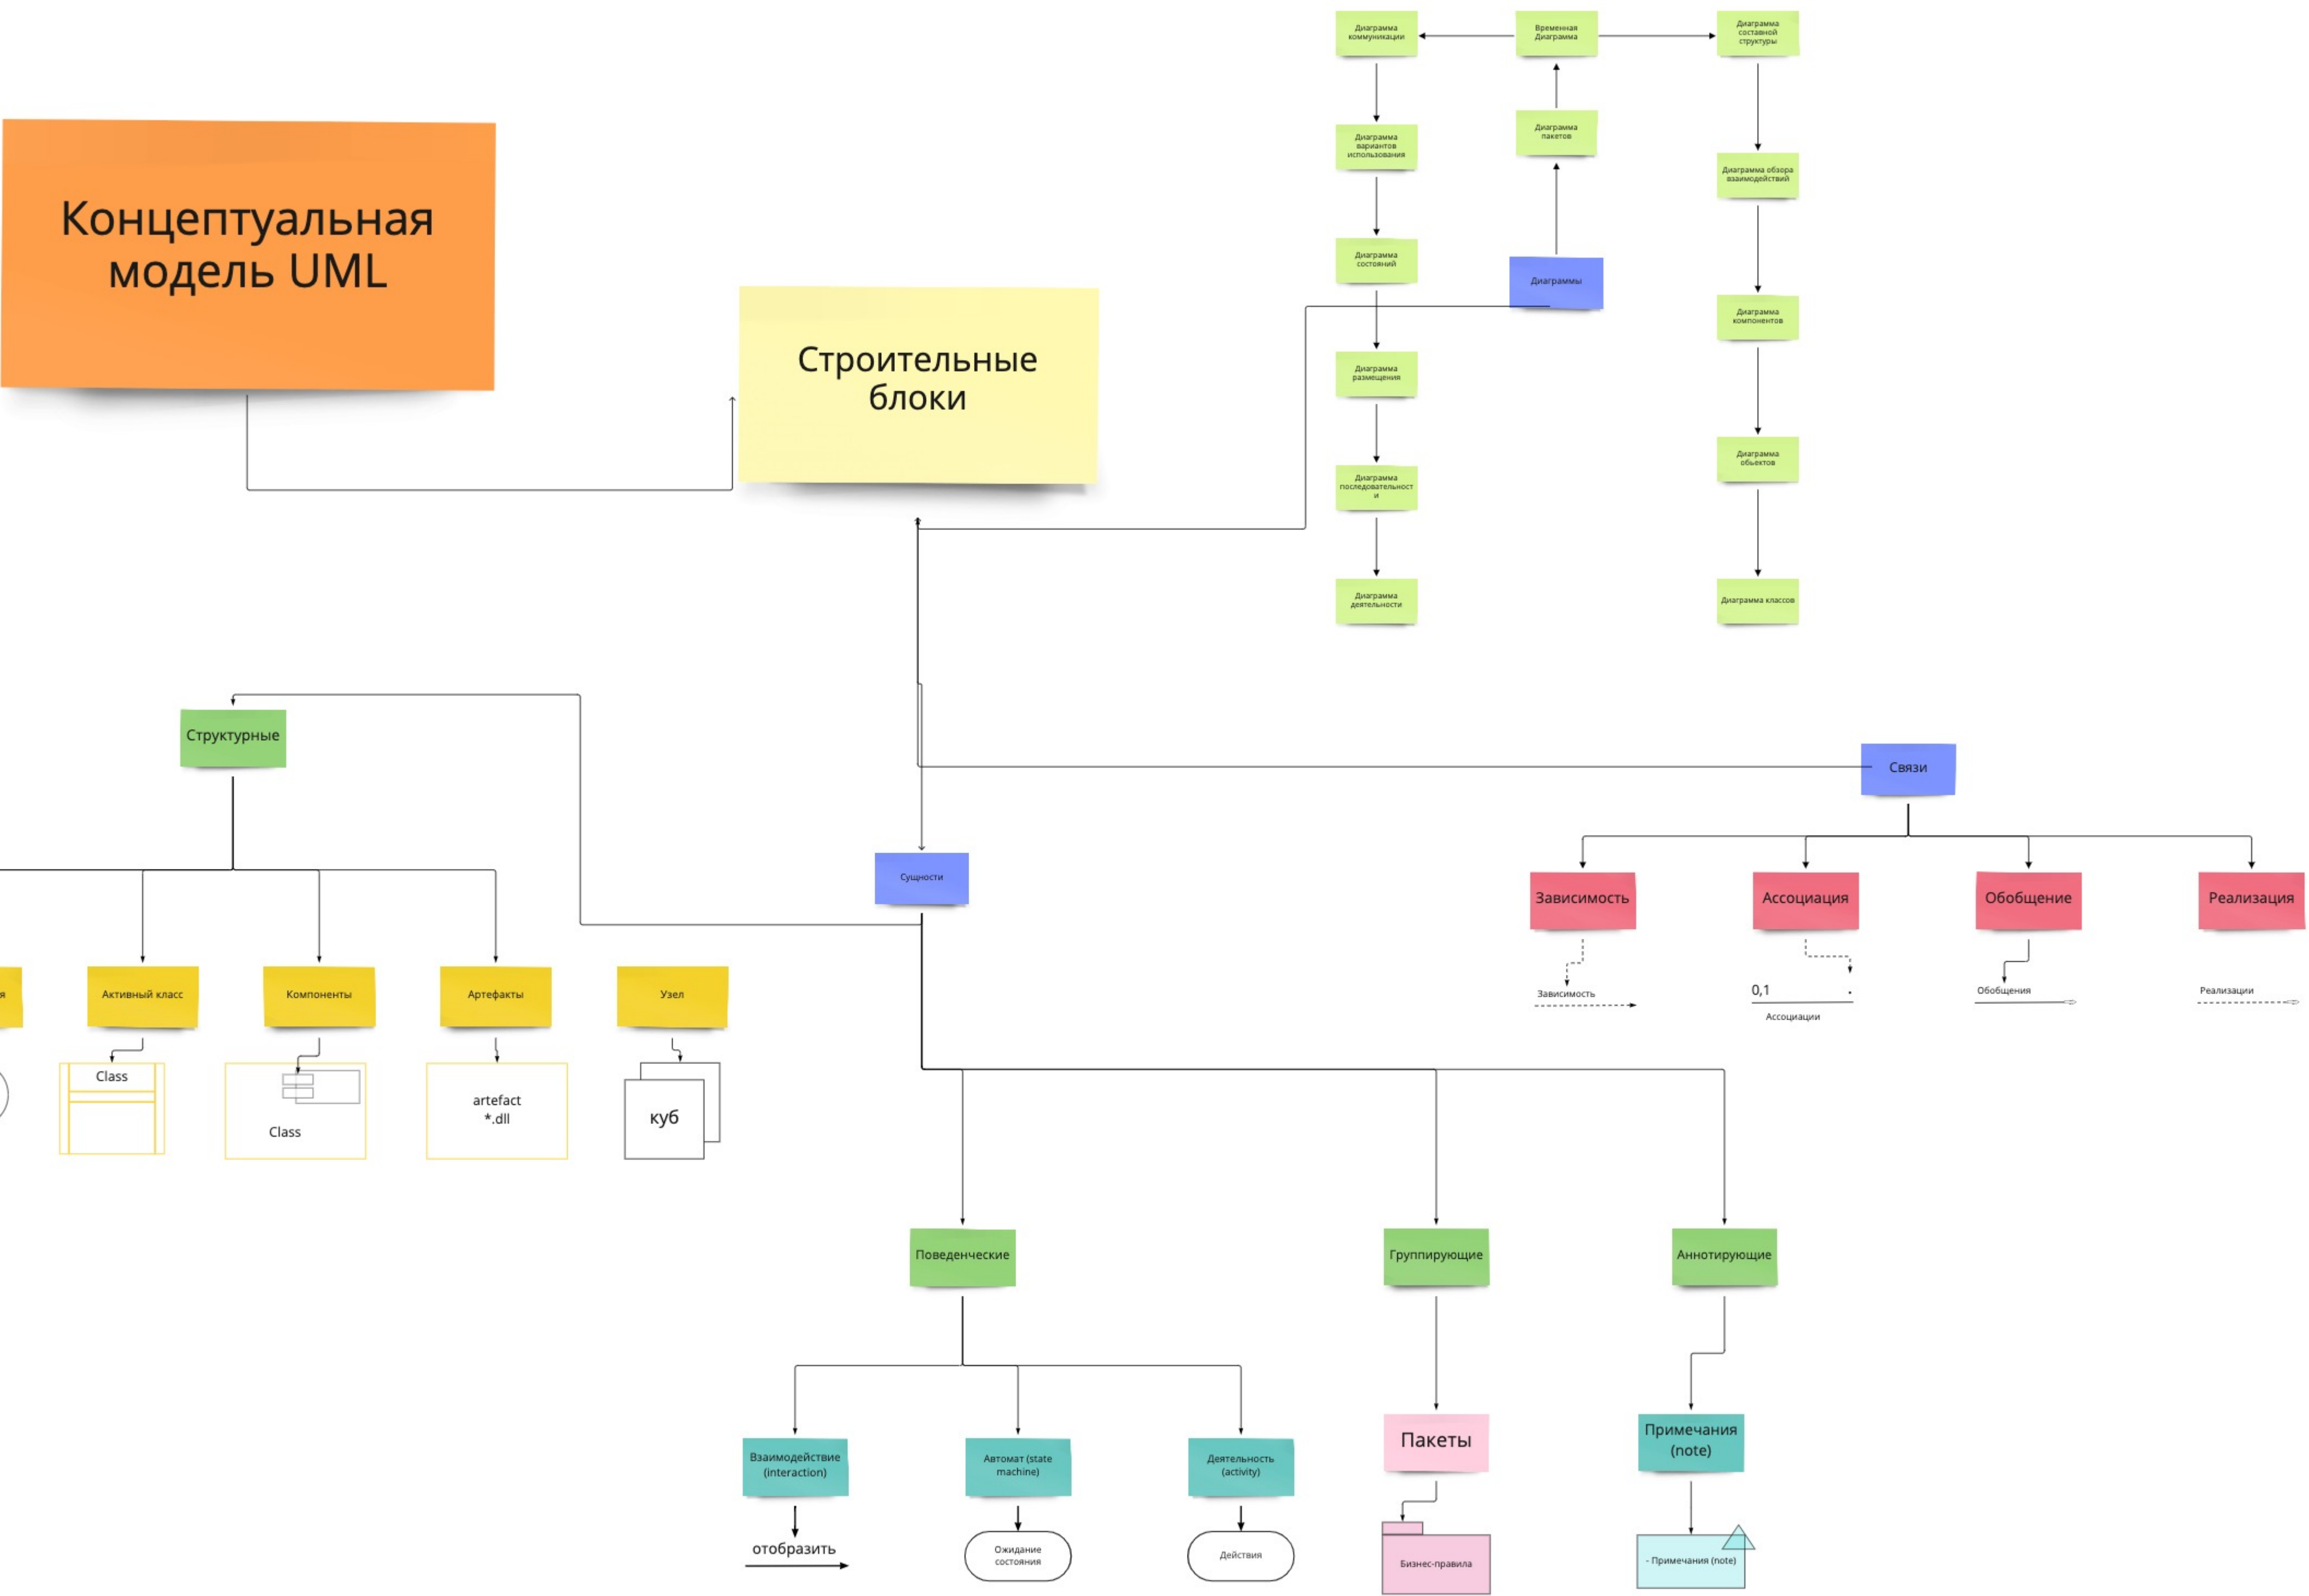 Диаграмма
коммуникации
Временная
Диаграмма
Диаграмма
составной
структуры
Концептуальная
модель UML
Диаграмма
вариантов
использования
Диаграмма
пакетов
Диаграмма обзора
взаимодействий
Диаграмма
состояний
Диаграммы
Диаграмма
компонентов
Строительные
блоки
Диаграмма
размещения
Диаграмма
последовательност
и
Диаграмма
обьектов
Диаграмма
деятельности
Диаграмма классов
Структурные
Связи
Сущности
Зависимость
Ассоциация
Обобщение
Реализация
я
Активный класс
Компоненты
Артефакты
Узел
Зависимость
0,1
.
Ассоциации
Обобщения
Реализации
Class
Class
artefact
*.dll
куб
Поведенческие
Группирующие
Аннотирующие
Взаимодействие
(interaction)
Автомат (state
machine)
Деятельность
(activity)
Пакеты
Примечания
(note)
отобразить
Ожидание
состояния
Действия
Бизнес-правила
- Примечания (note)